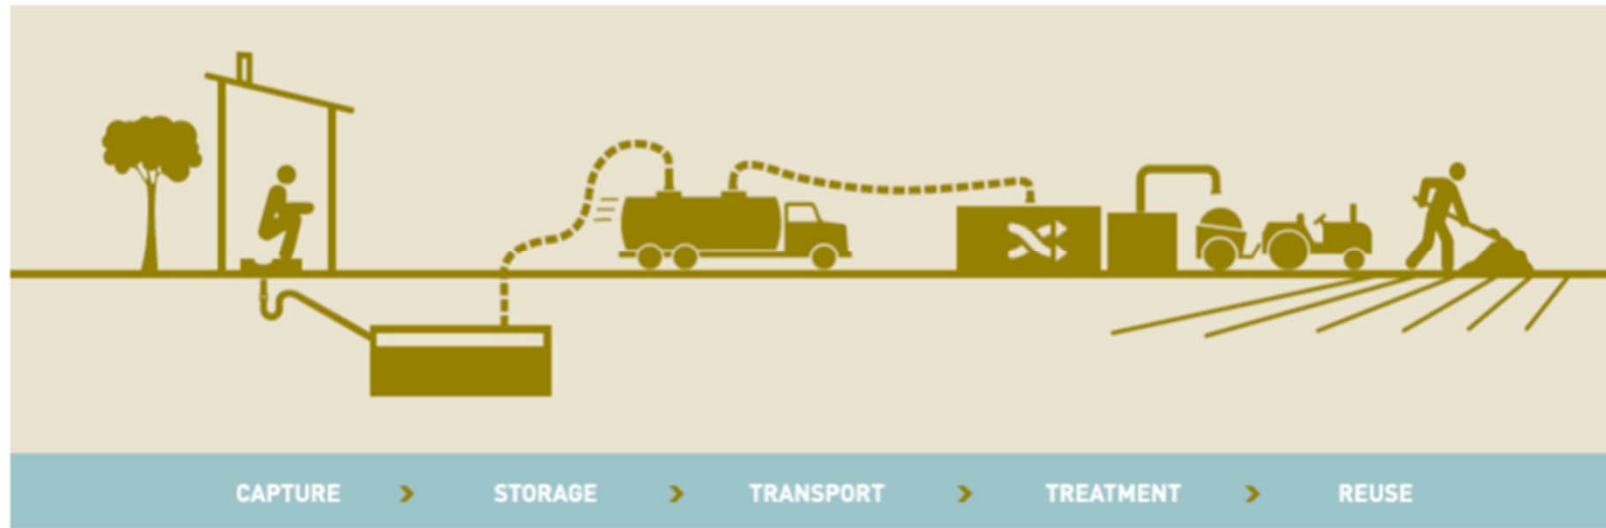 CAPTURE > STORAGE > TRANSPORT > TREATMENT > REUSE